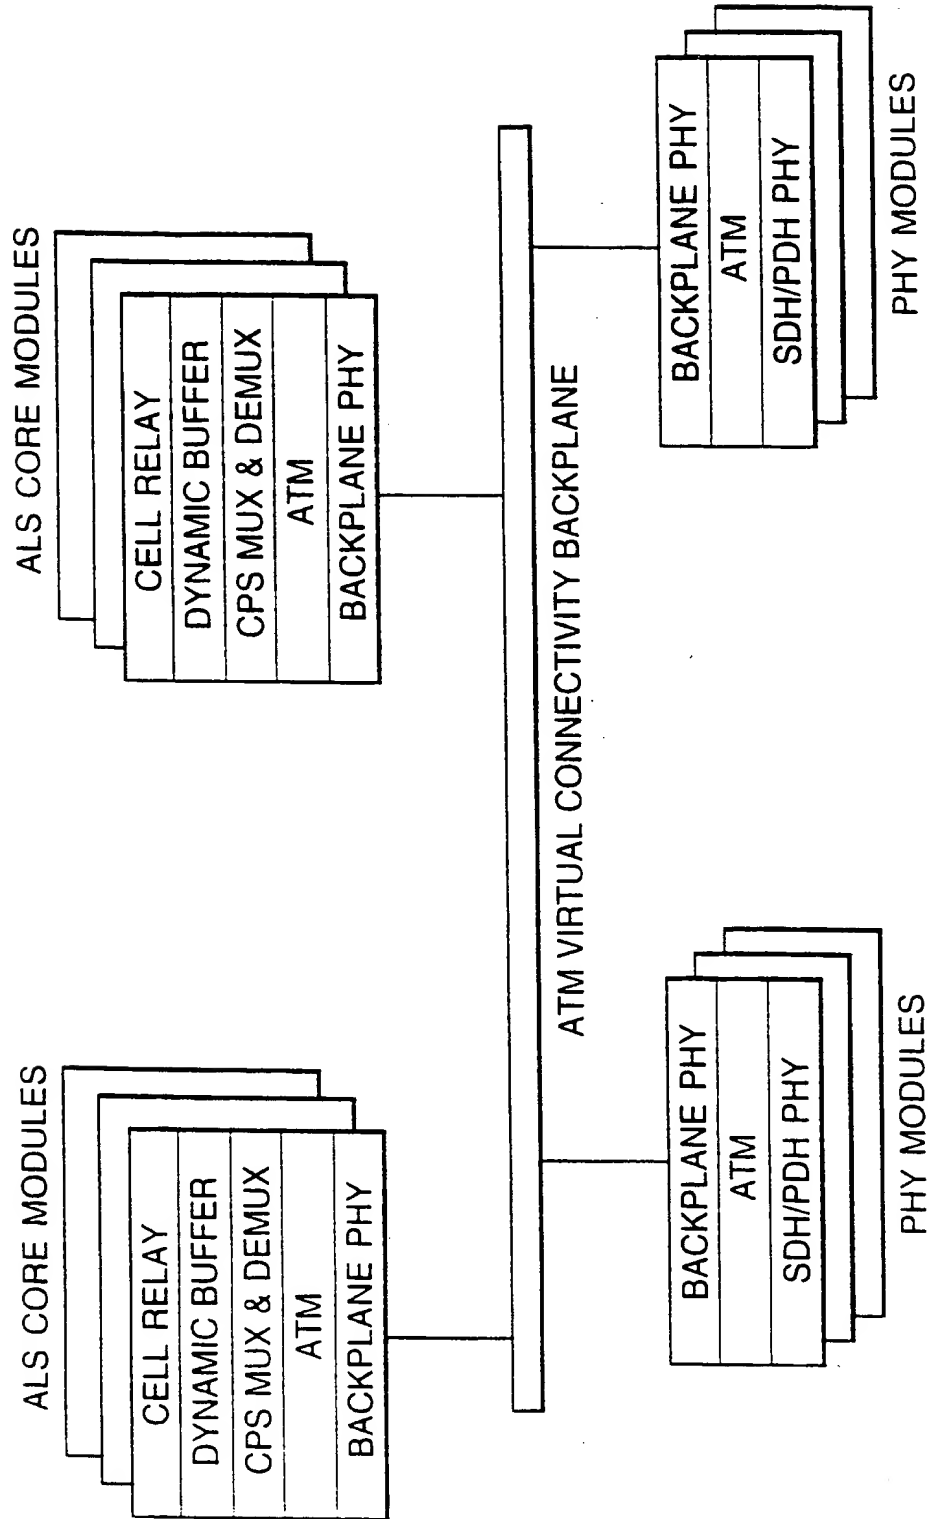 ALS CORE MODULES
CELL RELAY
DYNAMIC BUFFER
CPS MUX & DEMUX
ATM
BACKPLANE PHY
ALS CORE MODULES
CELL RELAY
DYNAMIC BUFFER
CPS MUX & DEMUX
ATM
BACKPLANE PHY
ATM VIRTUAL CONNECTIVITY BACKPLANE
BACKPLANE PHY
ATM
SDH/PDH PHY
PHY MODULES
BACKPLANE PHY
ATM
SDH/PDH PHY
PHY MODULES